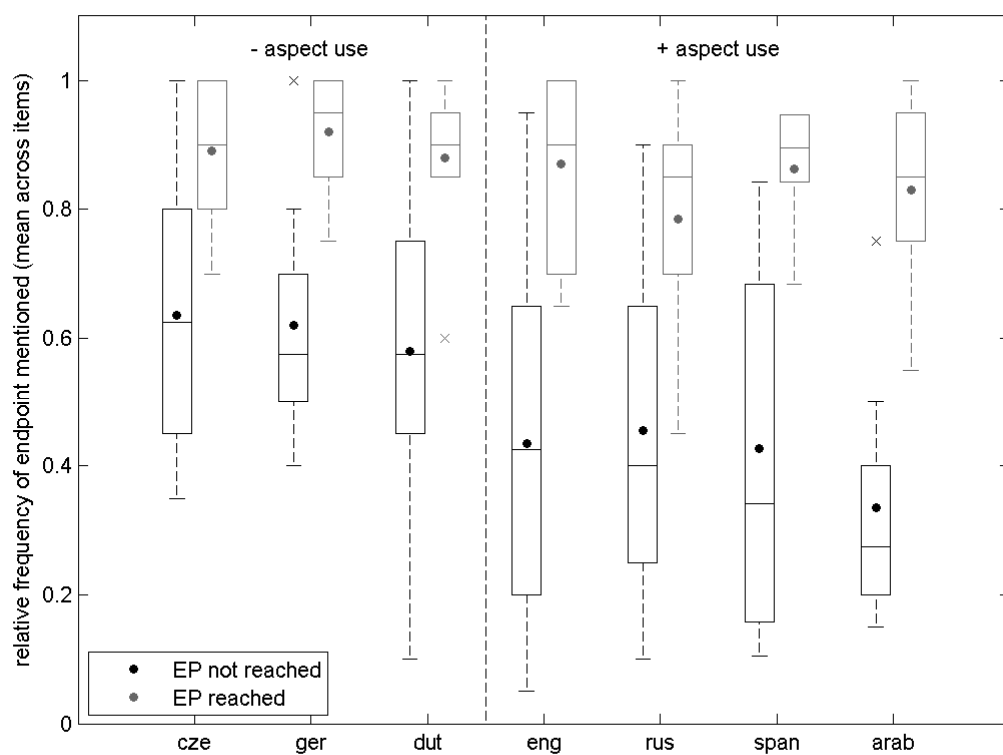 - aspect use
+ aspect use
relative frequency of endpoint mentioned (mean across items)
1
0.8
0.6
0.4
0.2
0
EP not reached
EP reached
cze ger dut eng rus span arab